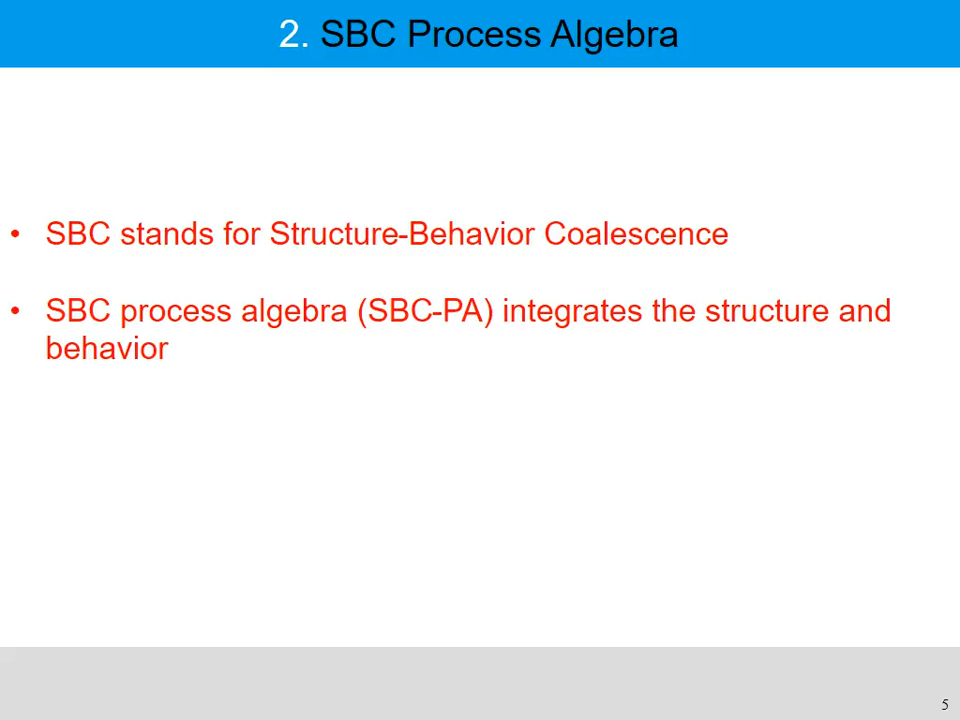 2. SBC Process Algebra
• SBC stands for Structure-Behavior Coalescence
• SBC process algebra (SBC-PA) integrates the structure and
behavior
5